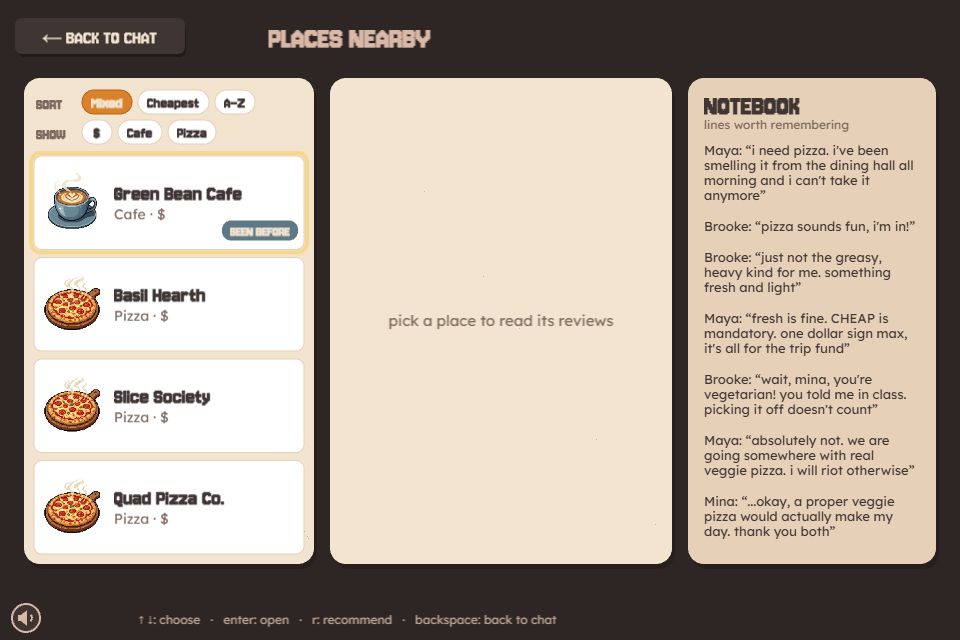 ← BACK TO CHAT
PLACES NEARBY
SORT Mixed Cheapest A-Z
SHOW $ Cafe Pizza
Green Bean Cafe
Cafe · $
BEEN BEFORE
Basil Hearth
Pizza · $
Slice Society
Pizza · $
Quad Pizza Co.
Pizza · $
pick a place to read its reviews
NOTEBOOK
lines worth remembering
Maya: “i need pizza. i've been
smelling it from the dining hall all
morning and i can't take it
anymore”
Brooke: “pizza sounds fun, i'm in!”
Brooke: “just not the greasy,
heavy kind for me. something
fresh and light”
Maya: “fresh is fine. CHEAP is
mandatory. one dollar sign max,
it's all for the trip fund”
Brooke: “wait, mina, you're
vegetarian! you told me in class.
picking it off doesn't count”
Maya: “absolutely not. we are
going somewhere with real
veggie pizza. i will riot otherwise”
Mina: “...okay, a proper veggie
pizza would actually make my
day. thank you both”
↑ ↓: choose · enter: open · r: recommend · backspace: back to chat